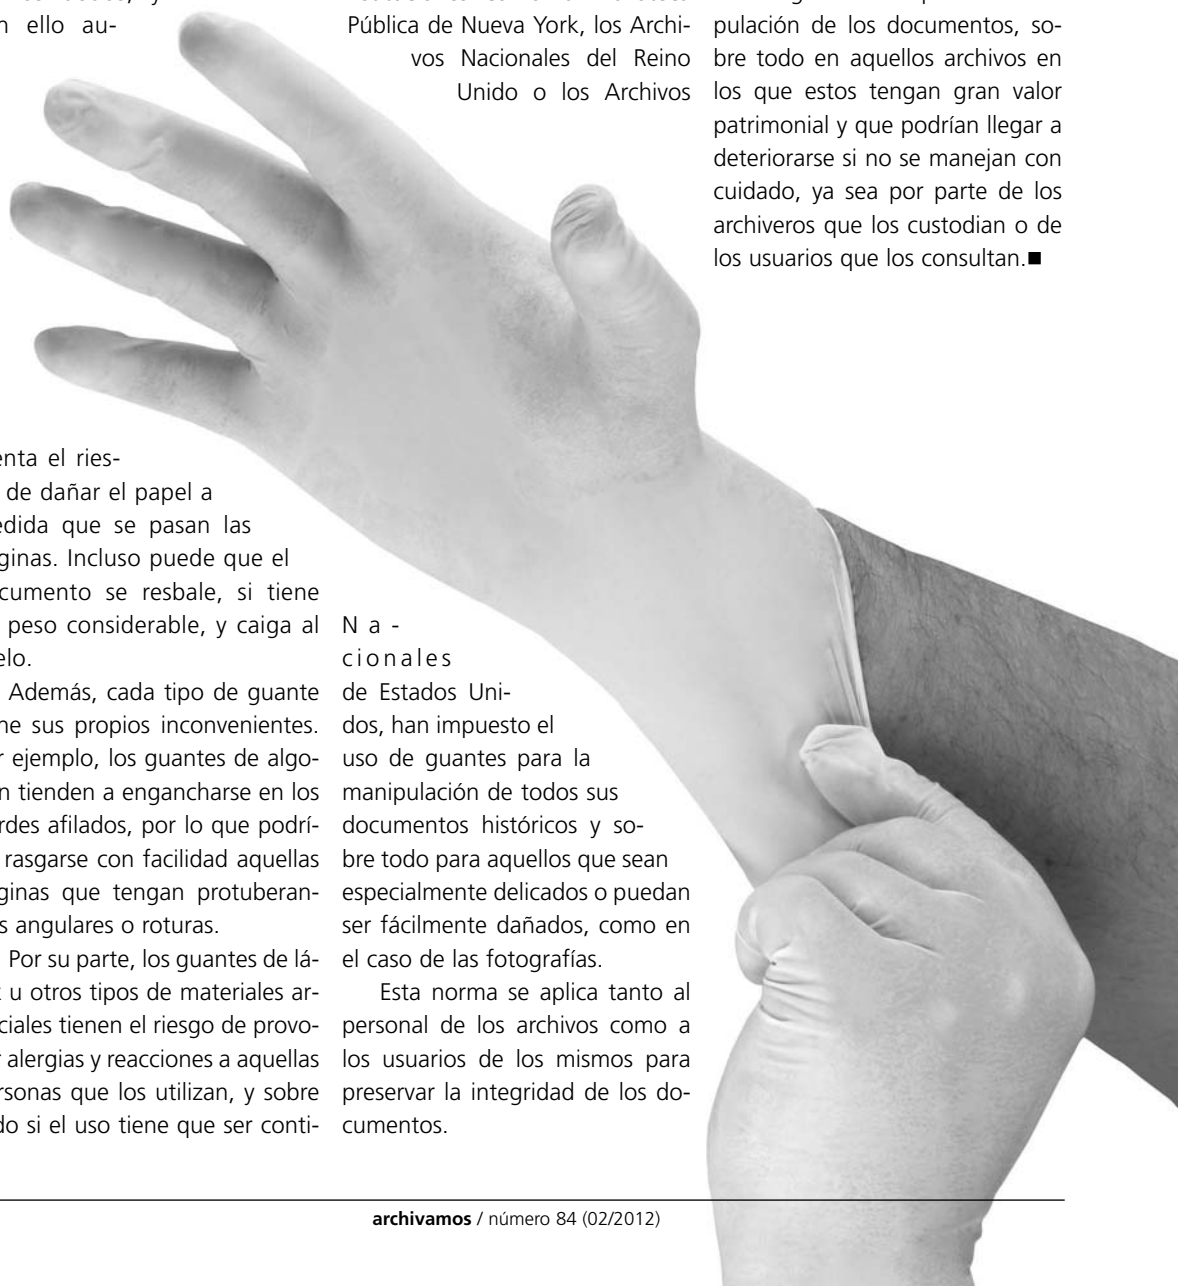 n ello au-
enta el ries-
de dañar el papel a
edida que se pasan las
ginas. Incluso puede que el
cumento se resbale, si tiene
peso considerable, y caiga al
elo.
Además, cada tipo de guante
ne sus propios inconvenientes.
r ejemplo, los guantes de algo-
n tienden a engancharse en los
rdes afilados, por lo que podrí-
rasgarse con facilidad aquellas
ginas que tengan protuberan-
s angulares o roturas.
Por su parte, los guantes de lá-
u otros tipos de materiales ar-
ciales tienen el riesgo de provo-
r alergias y reacciones a aquellas
rsonas que los utilizan, y sobre
do si el uso tiene que ser conti-
Pública de Nueva York, los Archi-
vos Nacionales del Reino
Unido o los Archivos
Na-
cionales
de Estados Uni-
dos, han impuesto el
uso de guantes para la
manipulación de todos sus
documentos históricos y so-
bre todo para aquellos que sean
especialmente delicados o puedan
ser fácilmente dañados, como en
el caso de las fotografías.
Esta norma se aplica tanto al
personal de los archivos como a
los usuarios de los mismos para
preservar la integridad de los do-
cumentos.
pulación de los documentos, so-
bre todo en aquellos archivos en
los que estos tengan gran valor
patrimonial y que podrían llegar a
deteriorarse si no se manejan con
cuidado, ya sea por parte de los
archiveros que los custodian o de
los usuarios que los consultan.■
archivamos / número 84 (02/2012)